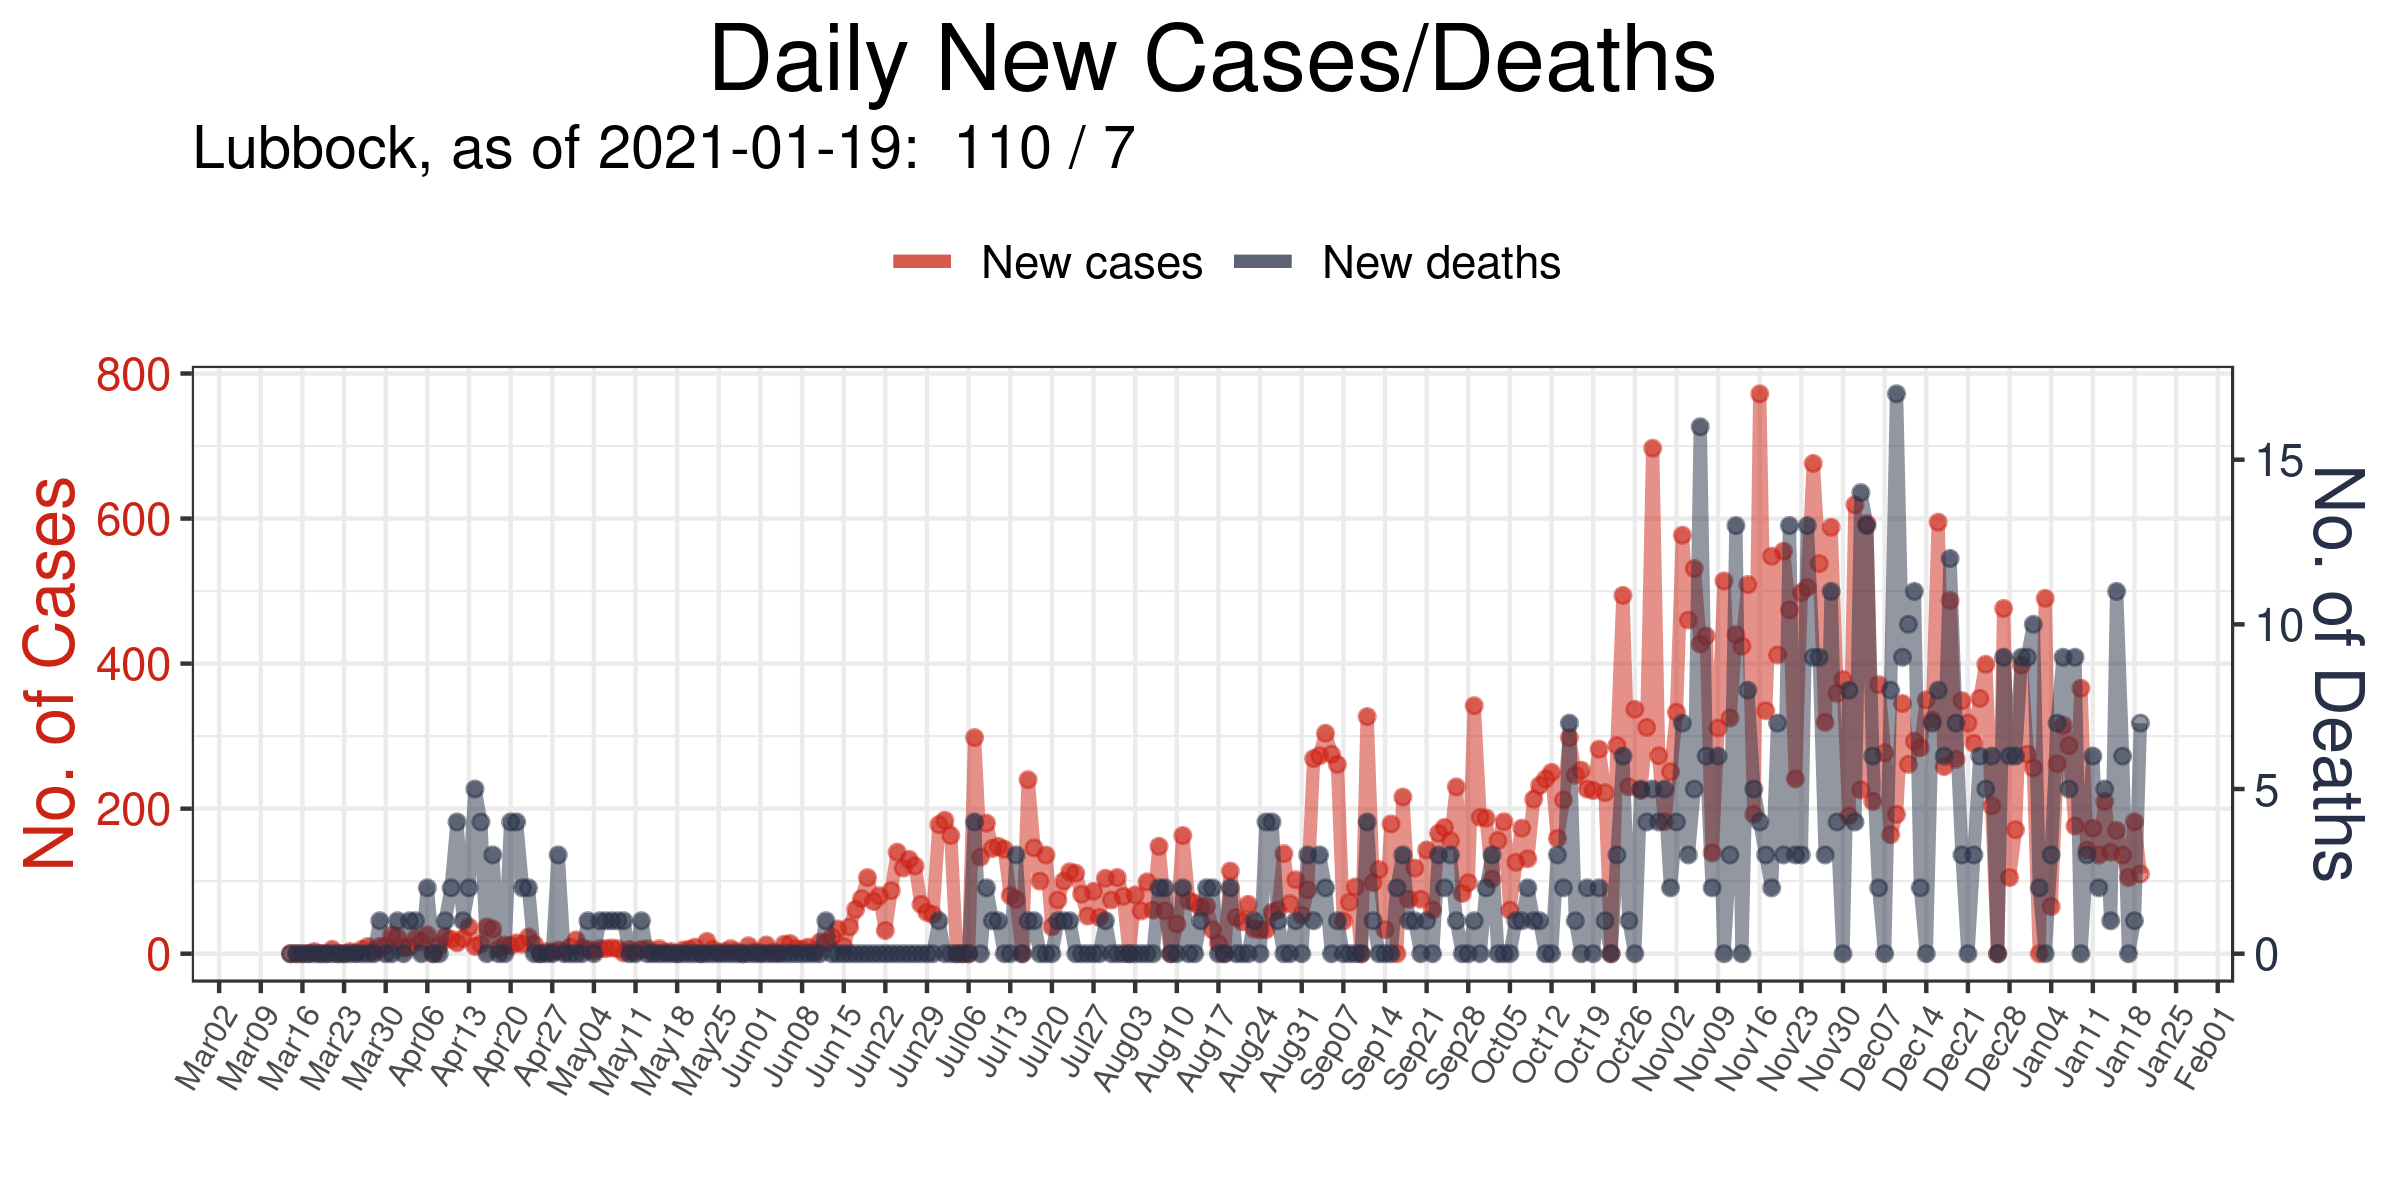 Daily New Cases/Deaths
Lubbock, as of 2021-01-19:  110 / 7
New cases New deaths
No. of Cases
800
600
400
200
0
15
10
5
0
No. of Deaths
Mar02 Mar09 Mar16 Mar23 Mar30 Apr06 Apr13 Apr20 Apr27 May04 May11 May18 May25 Jun01 Jun08 Jun15 Jun22 Jun29 Jul06 Jul13 Jul20 Jul27 Aug03 Aug10 Aug17 Aug24 Aug31 Sep07 Sep14 Sep21 Sep28 Oct05 Oct12 Oct19 Oct26 Nov02 Nov09 Nov16 Nov23 Nov30 Dec07 Dec14 Dec21 Dec28 Jan04 Jan11 Jan18 Jan25 Feb01